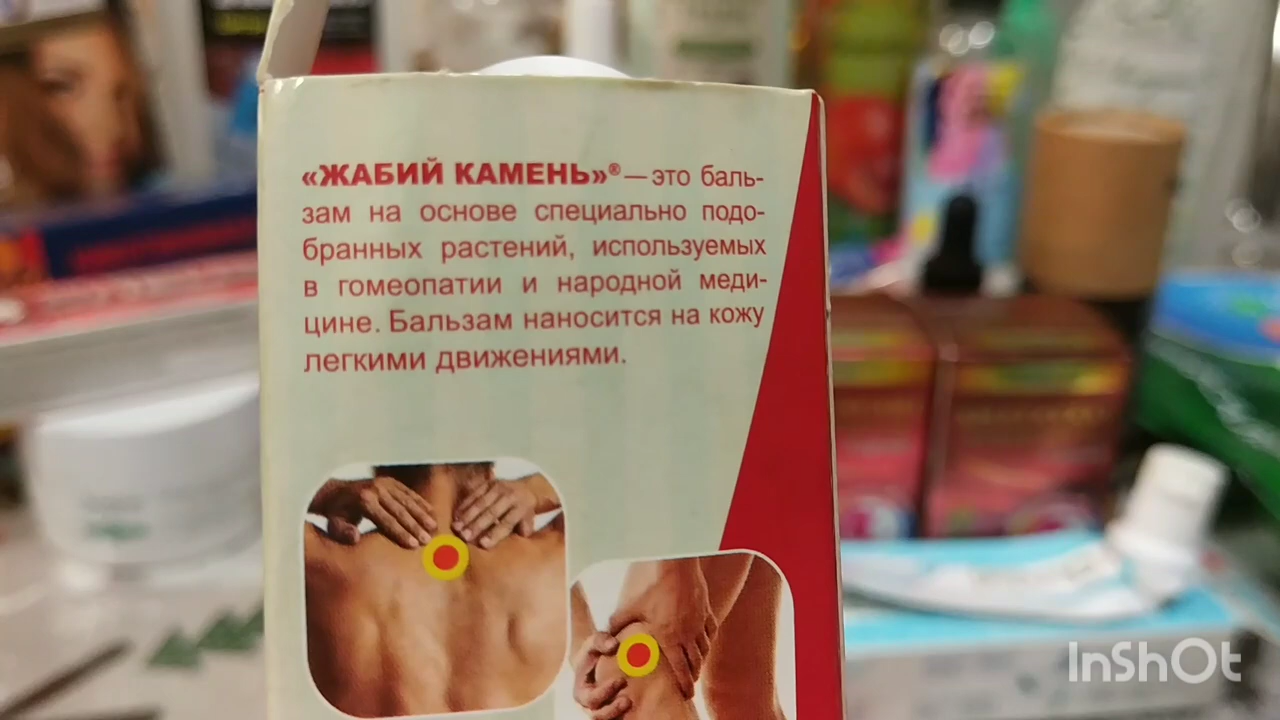 «ЖАБИЙ КАМЕНЬ»® — это баль-
зам на основе специально подо-
бранных растений, используемых
в гомеопатии и народной меди-
цине. Бальзам наносится на кожу
легкими движениями.
InShOt